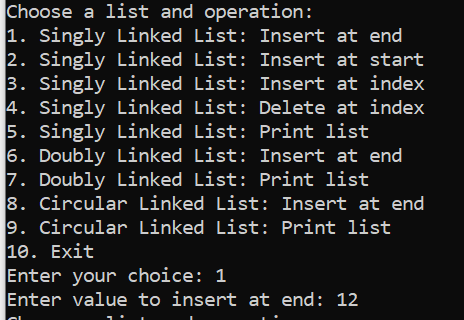 Choose a list and operation:
1. Singly Linked List: Insert at end
2. Singly Linked List: Insert at start
3. Singly Linked List: Insert at index
4. Singly Linked List: Delete at index
5. Singly Linked List: Print list
6. Doubly Linked List: Insert at end
7. Doubly Linked List: Print list
8. Circular Linked List: Insert at end
9. Circular Linked List: Print list
10. Exit
Enter your choice: 1
Enter value to insert at end: 12